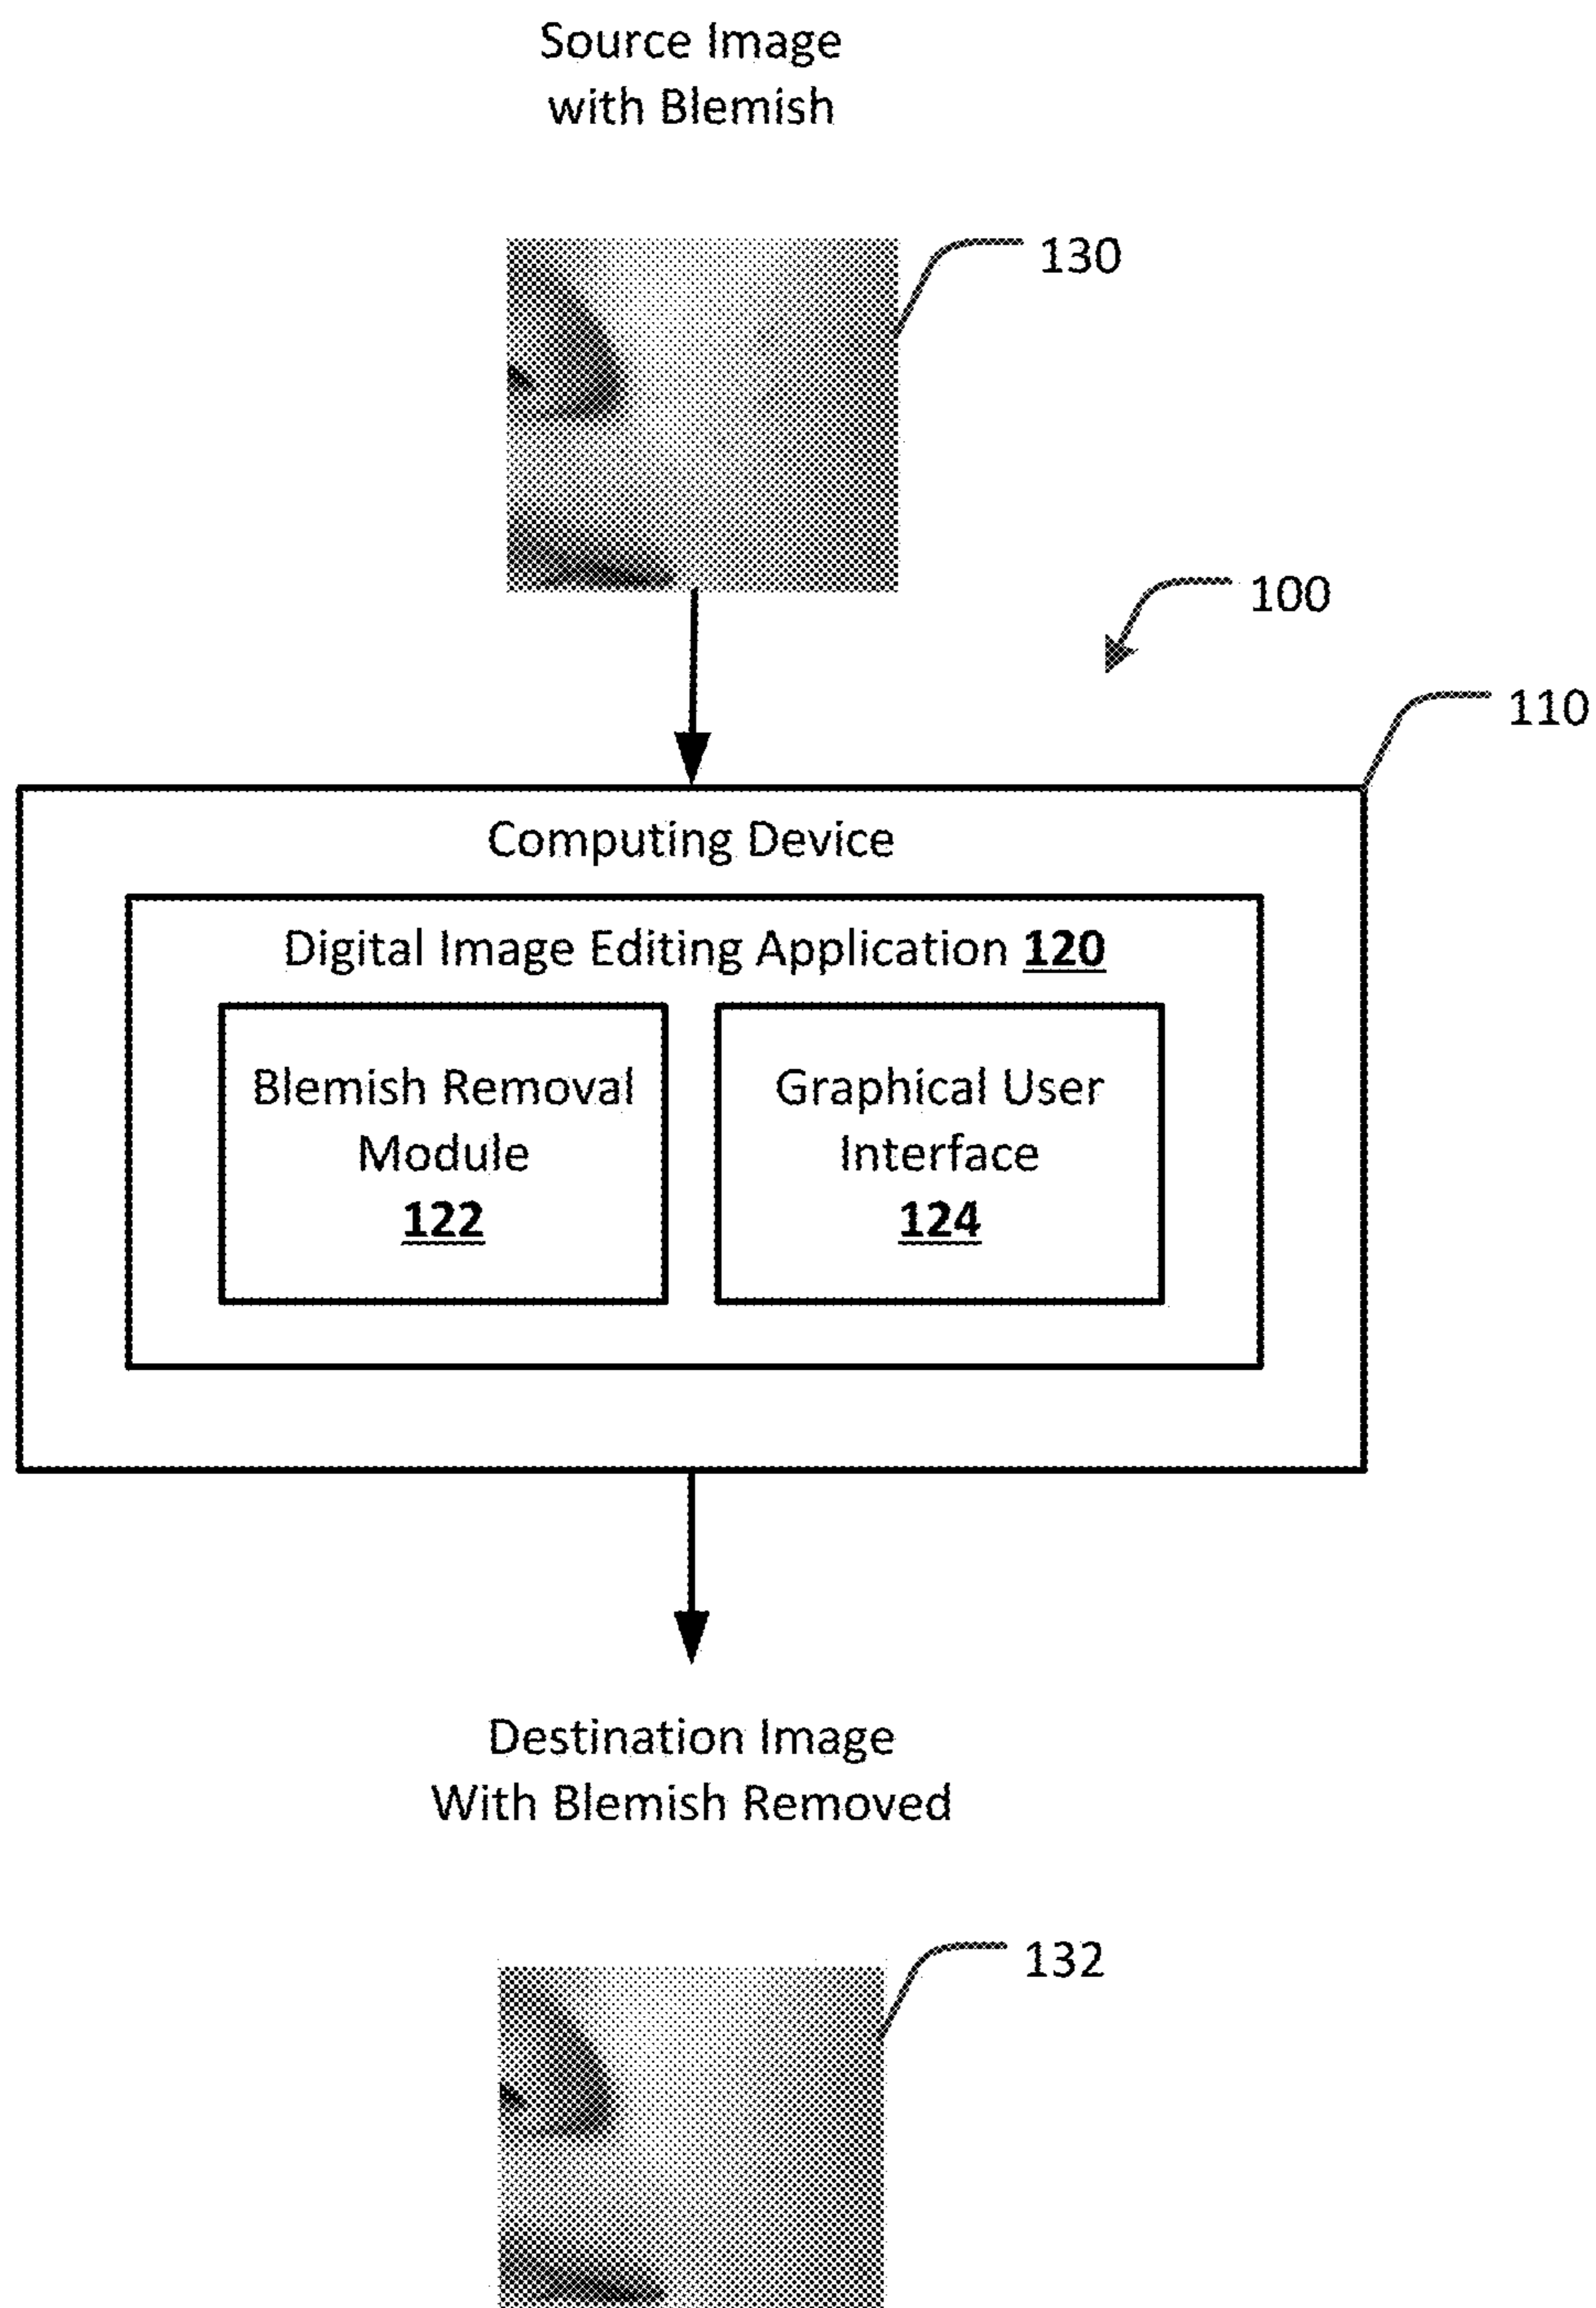 Source Image
with Blemish
130
100
110
Computing Device
Digital Image Editing Application 120
Blemish Removal
Module
122
Graphical User
Interface
124
Destination Image
With Blemish Removed
132